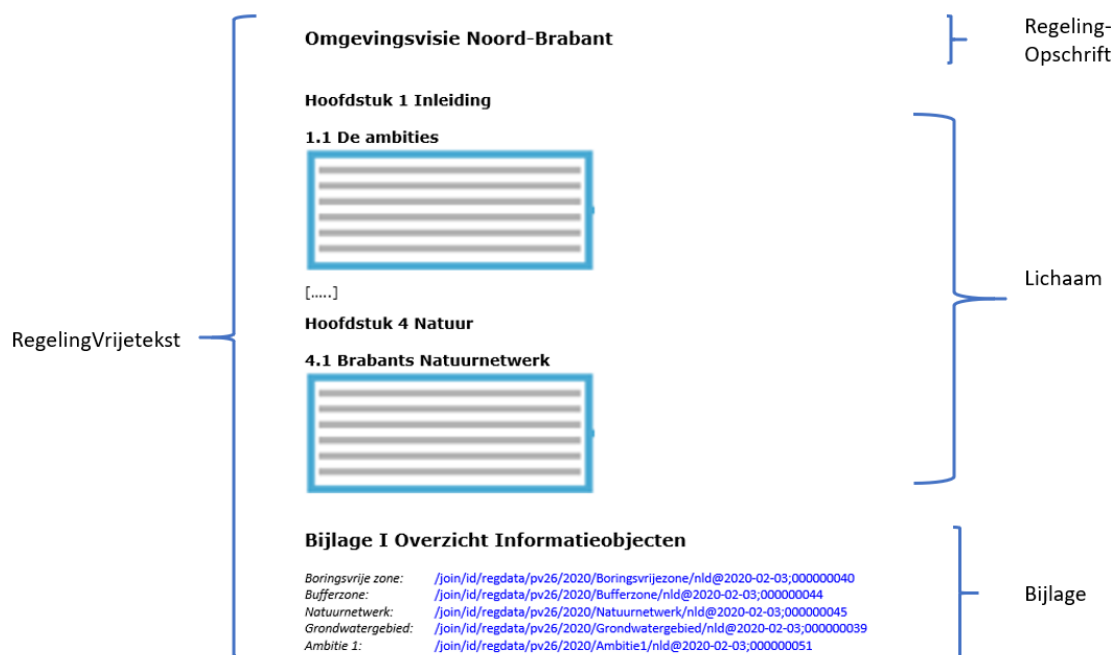 Omgevingsvisie Noord-Brabant
Regeling-
Opschrift
Hoofdstuk 1 Inleiding
1.1 De ambities
[.....]
Lichaam
Hoofdstuk 4 Natuur
RegelingVrijetekst
4.1 Brabants Natuurnetwerk
Bijlage I Overzicht Informatieobjecten
Boringsvrije zone: /join/id/regdata/pv26/2020/Boringsvrijezone/nld@2020-02-03;000000040
Bufferzone: /join/id/regdata/pv26/2020/Bufferzone/nld@2020-02-03;000000044
Bijlage
Natuurnetwerk: /join/id/regdata/pv26/2020/Natuurnetwerk/nld@2020-02-03;000000045
Grondwatergebied: /join/id/regdata/pv26/2020/Grondwatergebied/nld@2020-02-03;000000039
Ambitie 1: /join/id/regdata/pv26/2020/Ambitie1/nld@2020-02-03;000000051